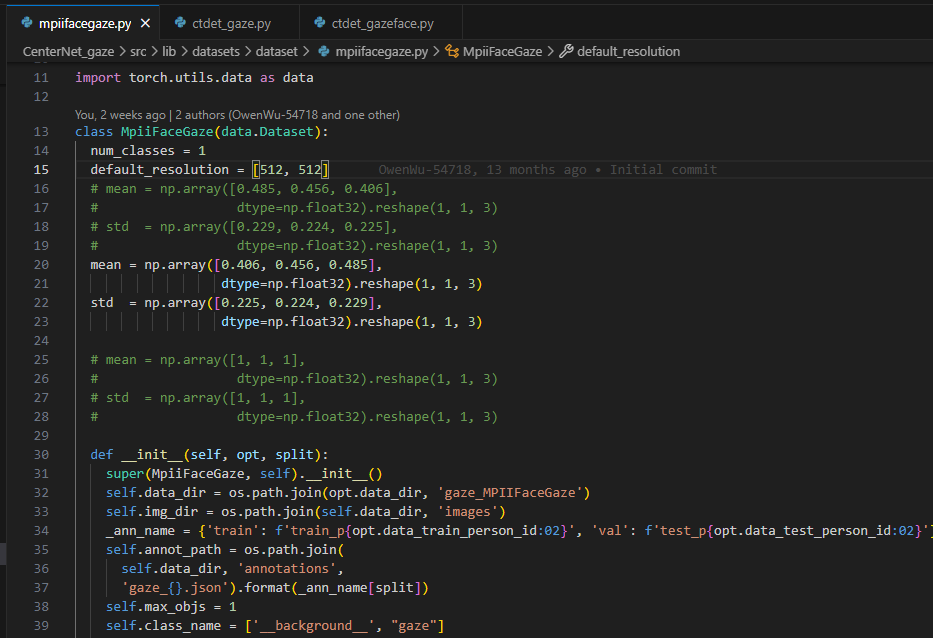 mpiifacegaze.py ctdet_gaze.py ctdet_gazeface.py
CenterNet_gaze > src > lib > datasets > dataset > mpiifacegaze.py > MpiiFaceGaze > default_resolution
11 import torch.utils.data as data
12
You, 2 weeks ago | 2 authors (OwenWu-54718 and one other)
13 class MpiiFaceGaze(data.Dataset):
14 num_classes = 1
15 default_resolution = [512, 512] OwenWu-54718, 13 months ago • Initial commit
16 # mean = np.array([0.485, 0.456, 0.406],
17 # dtype=np.float32).reshape(1, 1, 3)
18 # std  = np.array([0.229, 0.224, 0.225],
19 # dtype=np.float32).reshape(1, 1, 3)
20 mean = np.array([0.406, 0.456, 0.485],
21 dtype=np.float32).reshape(1, 1, 3)
22 std  = np.array([0.225, 0.224, 0.229],
23 dtype=np.float32).reshape(1, 1, 3)
24
25 # mean = np.array([1, 1, 1],
26 # dtype=np.float32).reshape(1, 1, 3)
27 # std  = np.array([1, 1, 1],
28 # dtype=np.float32).reshape(1, 1, 3)
29
30 def __init__(self, opt, split):
31 super(MpiiFaceGaze, self).__init__()
32 self.data_dir = os.path.join(opt.data_dir, 'gaze_MPIIFaceGaze')
33 self.img_dir = os.path.join(self.data_dir, 'images')
34 _ann_name = {'train': f'train_p{opt.data_train_person_id:02}', 'val': f'test_p{opt.data_test_person_id:02}'
35 self.annot_path = os.path.join(
36 self.data_dir, 'annotations',
37 'gaze_{}.json').format(_ann_name[split])
38 self.max_objs = 1
39 self.class_name = ['__background__', "gaze"]